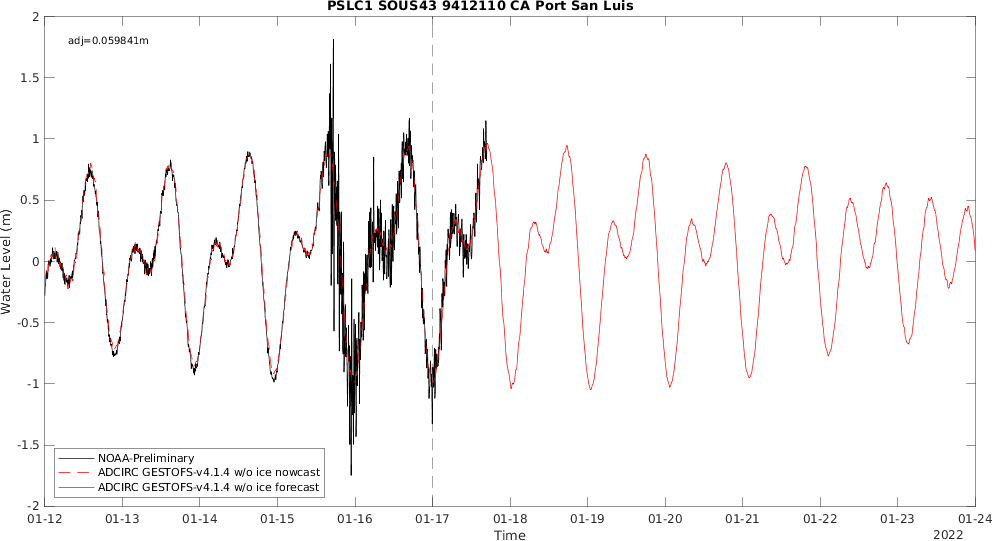 PSLC1 SOUS43 9412110 CA Port San Luis
adj=0.059841m
2
1.5
1
0.5
0
-0.5
-1
-1.5
-2
Water Level (m)
NOAA-Preliminary
ADCIRC GESTOFS-v4.1.4 w/o ice nowcast
ADCIRC GESTOFS-v4.1.4 w/o ice forecast
01-12 01-13 01-14 01-15 01-16 01-17 01-18 01-19 01-20 01-21 01-22 01-23 01-24
Time
2022